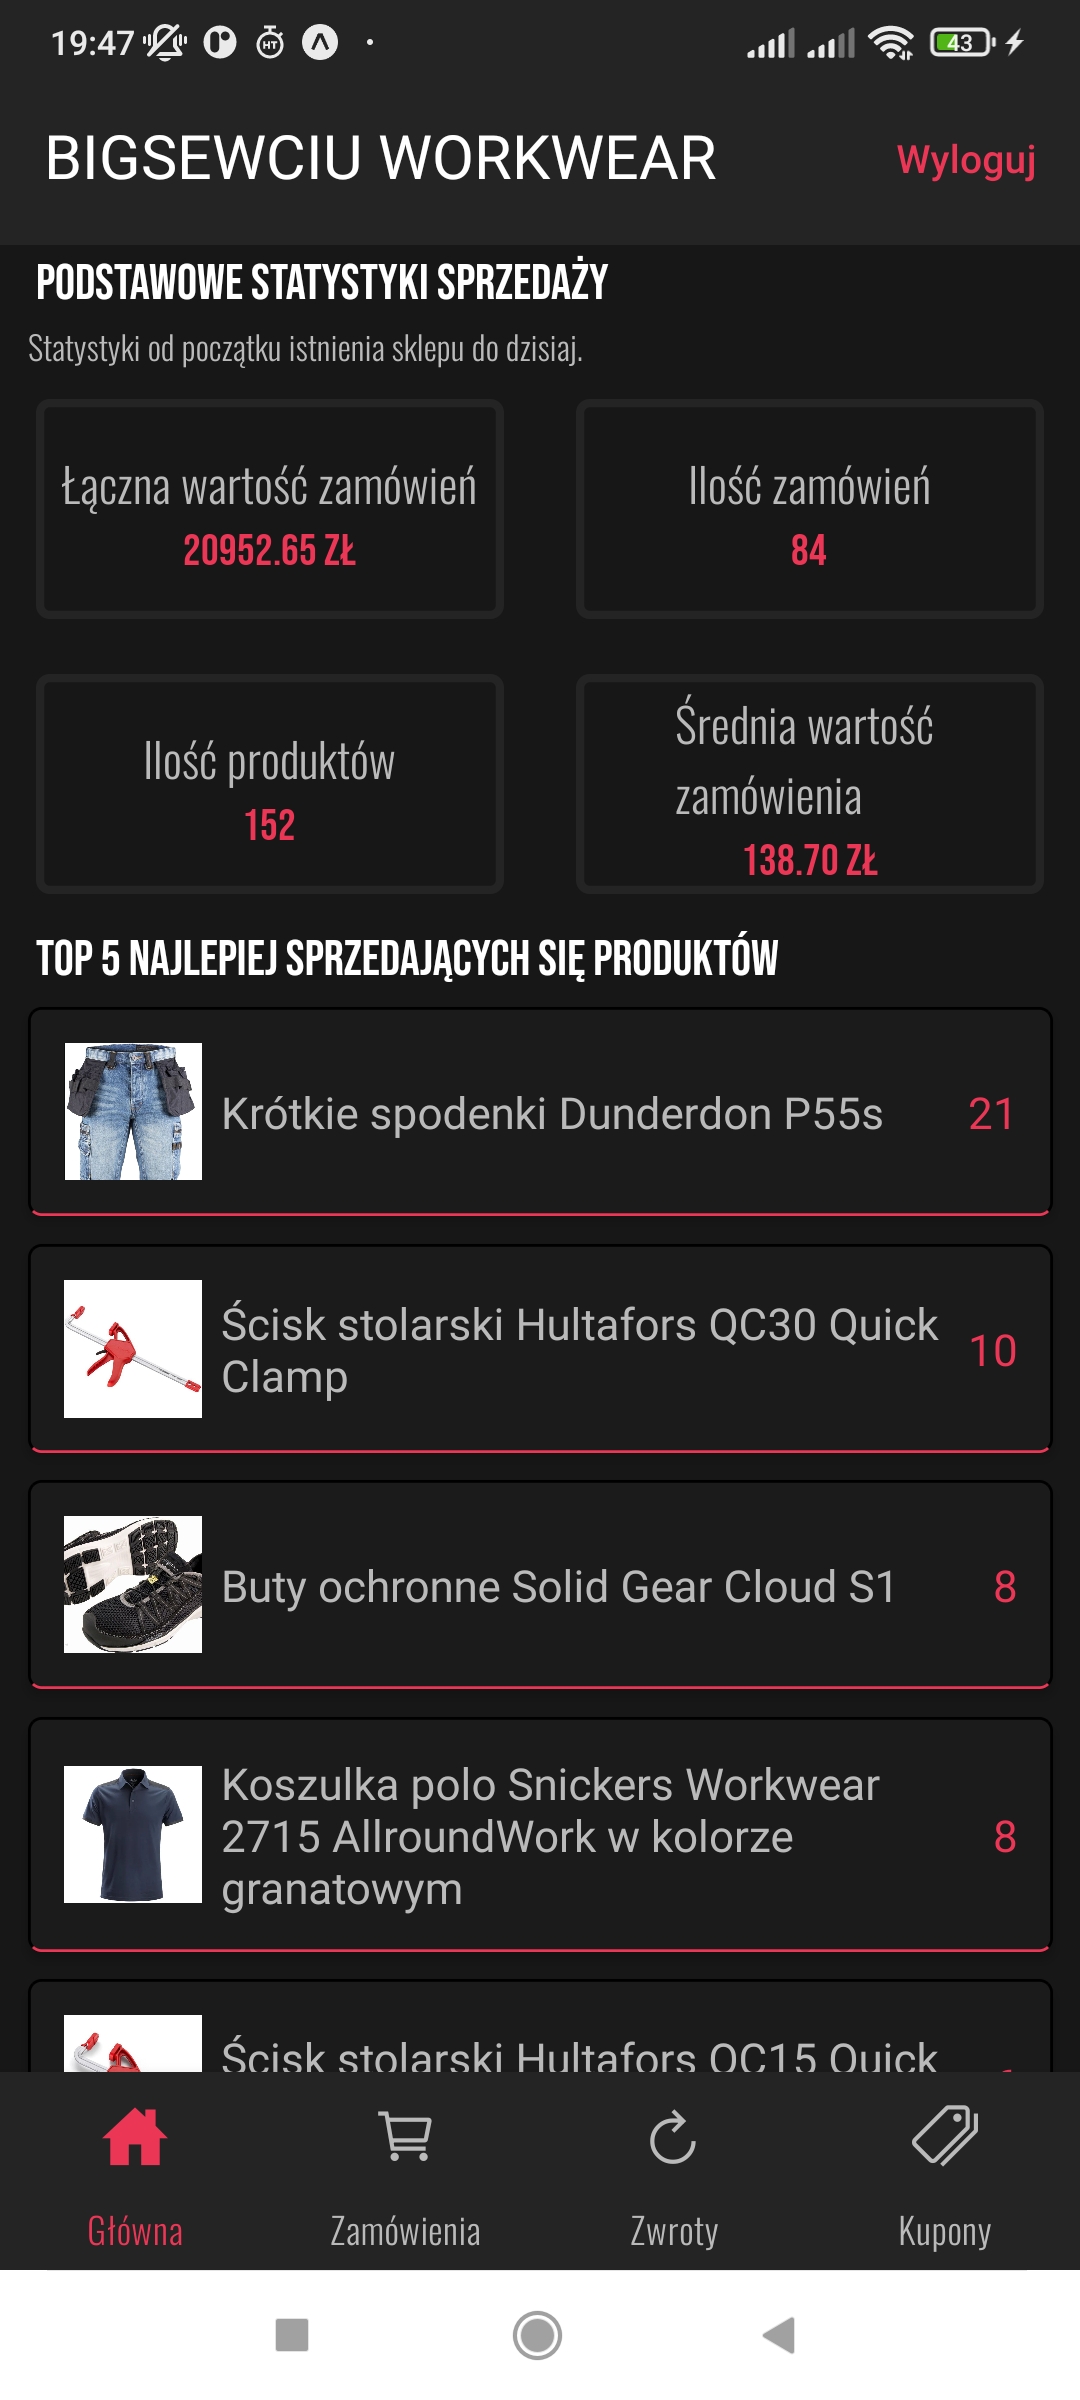 19:47
43
BIGSEWCIU WORKWEAR
Wyloguj
PODSTAWOWE STATYSTYKI SPRZEDAŻY
Statystyki od początku istnienia sklepu do dzisiaj.
Łączna wartość zamówień
20952.65 ZŁ
Ilość zamówień
84
Ilość produktów
152
Średnia wartość
zamówienia
138.70 ZŁ
TOP 5 NAJLEPIEJ SPRZEDAJĄCYCH SIĘ PRODUKTÓW
Krótkie spodenki Dunderdon P55s
21
Ścisk stolarski Hultafors QC30 Quick
Clamp
10
Buty ochronne Solid Gear Cloud S1
8
Koszulka polo Snickers Workwear
2715 AllroundWork w kolorze
granatowym
8
Ścisk stolarski Hultafors QC15 Quick
Główna
Zamówienia
Zwroty
Kupony